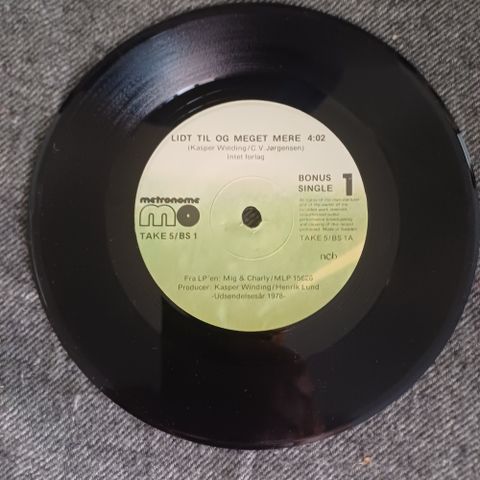 LIDT TIL OG MEGET MERE 4:02
(Kasper Winding/C.V. Jørgensen)
Intet forlag
BONUS
SINGLE 1
metronome
mo
TAKE 5/BS 1
TAKE 5/BS 1A
ncb
Fra LP'en: Mig & Charly/MLP 15626
Producer: Kasper Winding/Henrik Lund
-Udsendelsesår 1978-